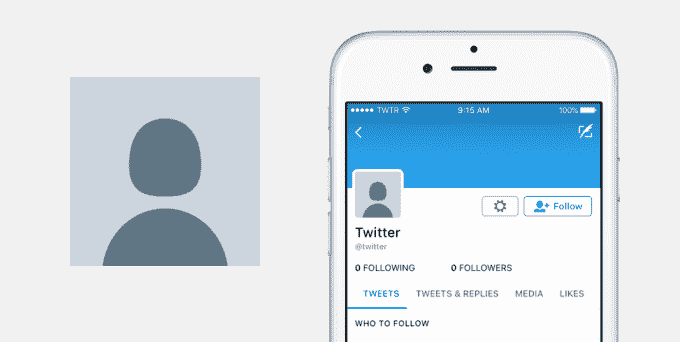 TWTR 9:15 AM 100%
Follow
Twitter
@twitter
0 FOLLOWING 0 FOLLOWERS
TWEETS TWEETS & REPLIES MEDIA LIKES
WHO TO FOLLOW